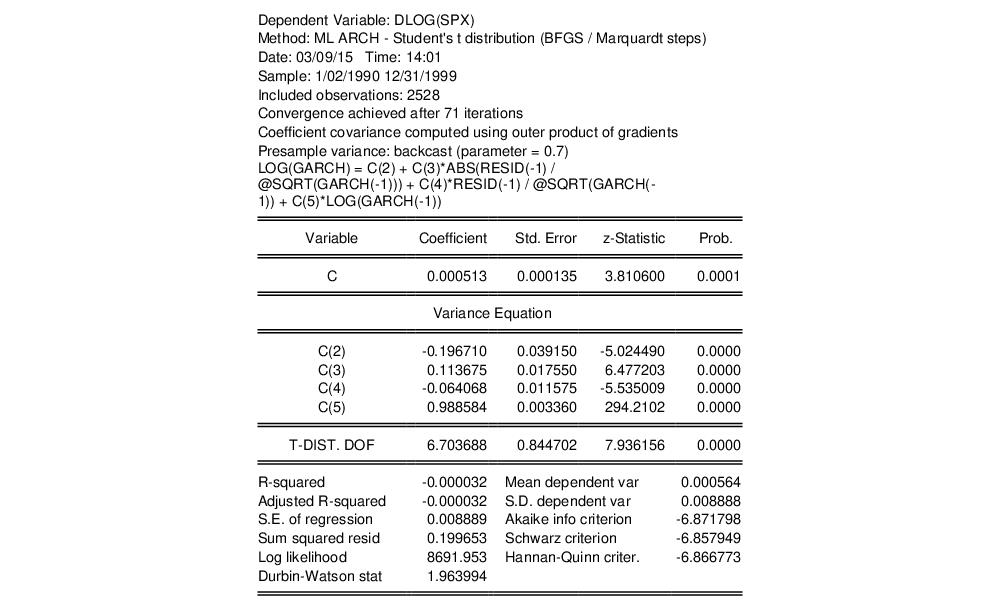 Dependent Variable: DLOG(SPX)
Method: ML ARCH - Student's t distribution (BFGS / Marquardt steps)
Date: 03/09/15 Time: 14:01
Sample: 1/02/1990 12/31/1999
Included observations: 2528
Convergence achieved after 71 iterations
Coefficient covariance computed using outer product of gradients
Presample variance: backcast (parameter = 0.7)
LOG(GARCH) = C(2) + C(3)*ABS(RESID(-1) /
@SQRT(GARCH(-1))) + C(4)*RESID(-1) / @SQRT(GARCH(-
1)) + C(5)*LOG(GARCH(-1))
Variable Coefficient Std. Error z-Statistic Prob.
C 0.000513 0.000135 3.810600 0.0001
Variance Equation
C(2) -0.196710 0.039150 -5.024490 0.0000
C(3) 0.113675 0.017550 6.477203 0.0000
C(4) -0.064068 0.011575 -5.535009 0.0000
C(5) 0.988584 0.003360 294.2102 0.0000
T-DIST. DOF 6.703688 0.844702 7.936156 0.0000
R-squared -0.000032 Mean dependent var 0.000564
Adjusted R-squared -0.000032 S.D. dependent var 0.008888
S.E. of regression 0.008889 Akaike info criterion -6.871798
Sum squared resid 0.199653 Schwarz criterion -6.857949
Log likelihood 8691.953 Hannan-Quinn criter. -6.866773
Durbin-Watson stat 1.963994